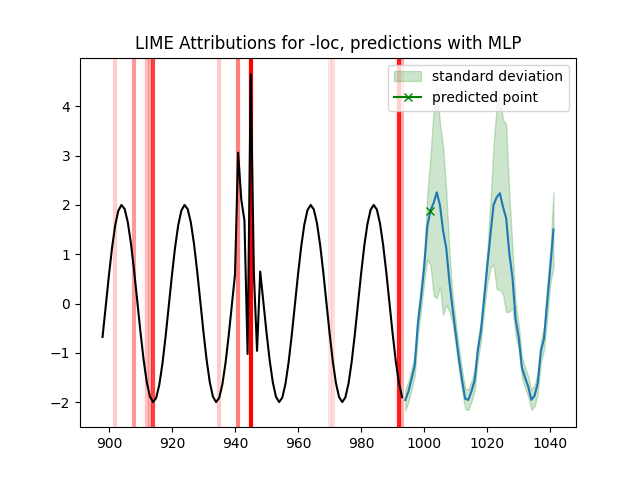 LIME Attributions for -loc, predictions with MLP
standard deviation
predicted point
4
3
2
1
0
−1
−2
900 920 940 960 980 1000 1020 1040